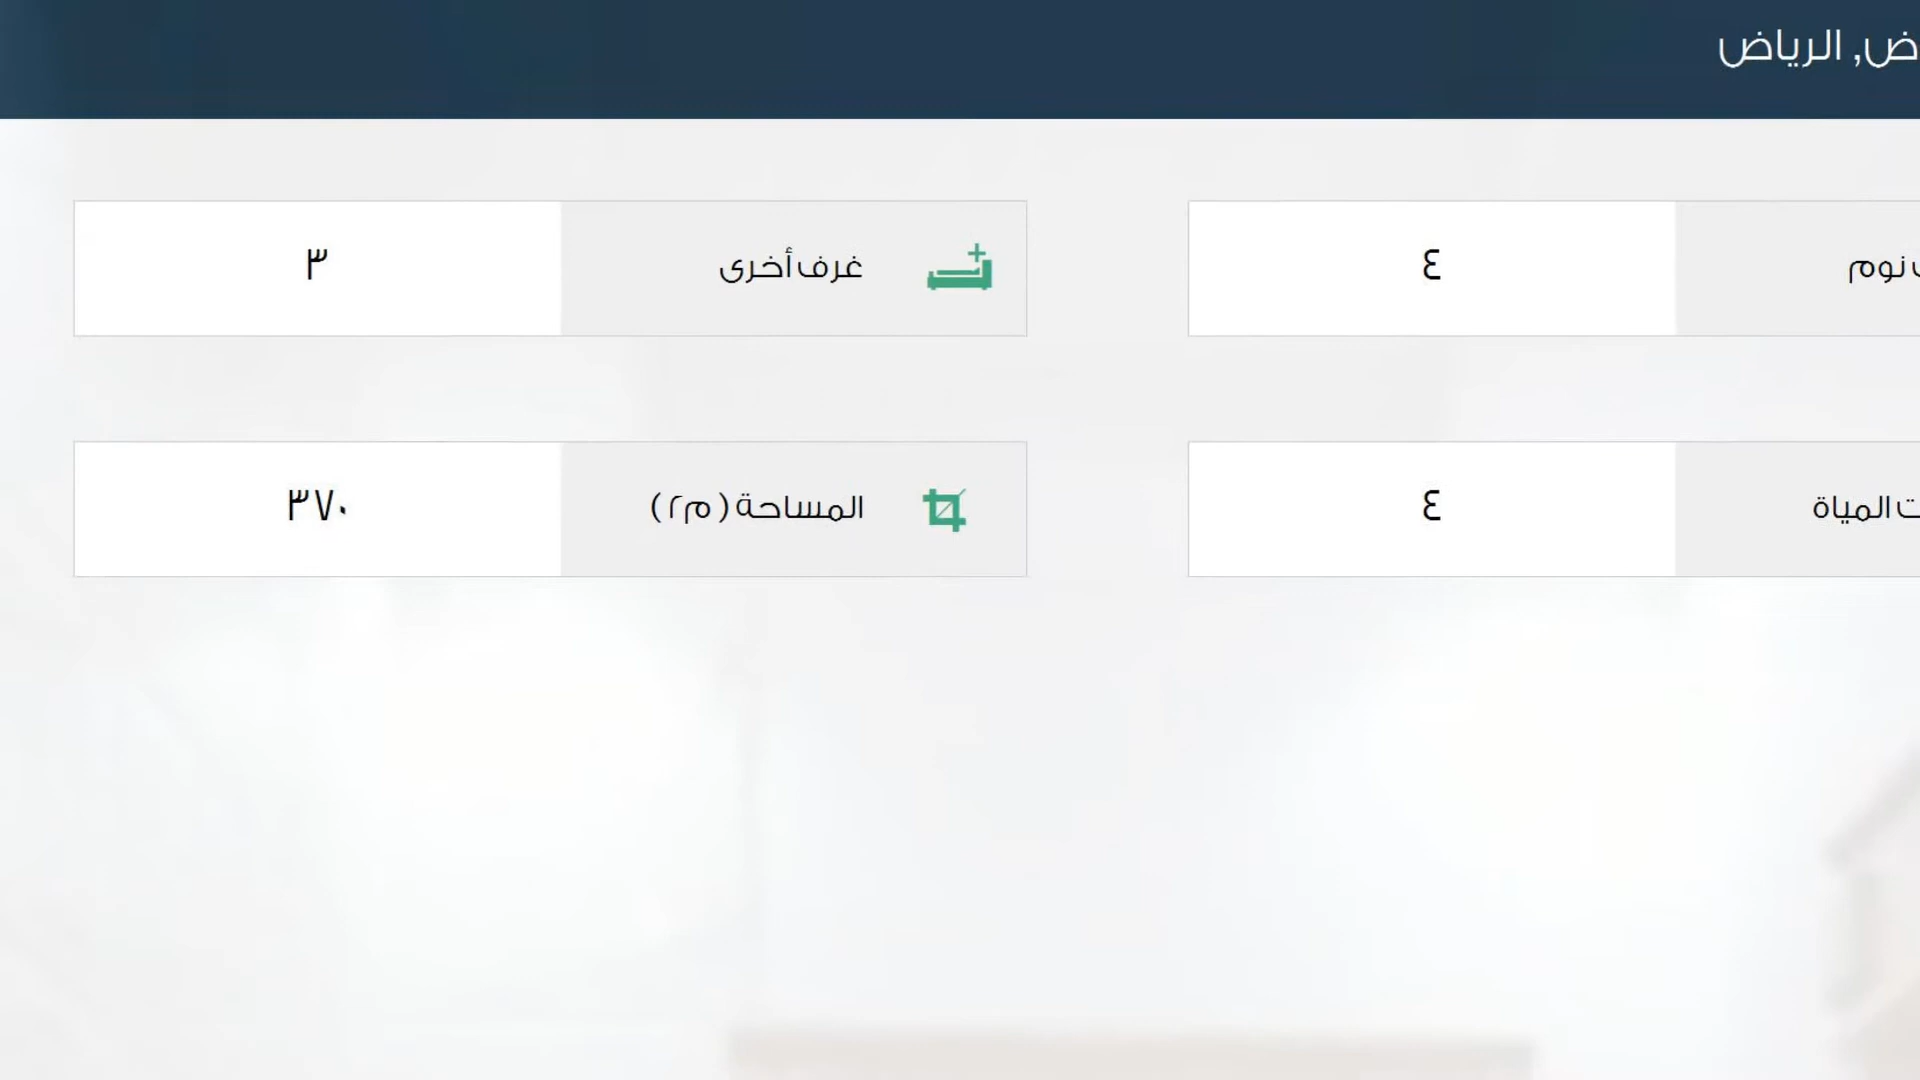 الرياض
نوم
٤
غرف أخرى
٣
المياة
٤
المساحة (م٢)
٣٧٠